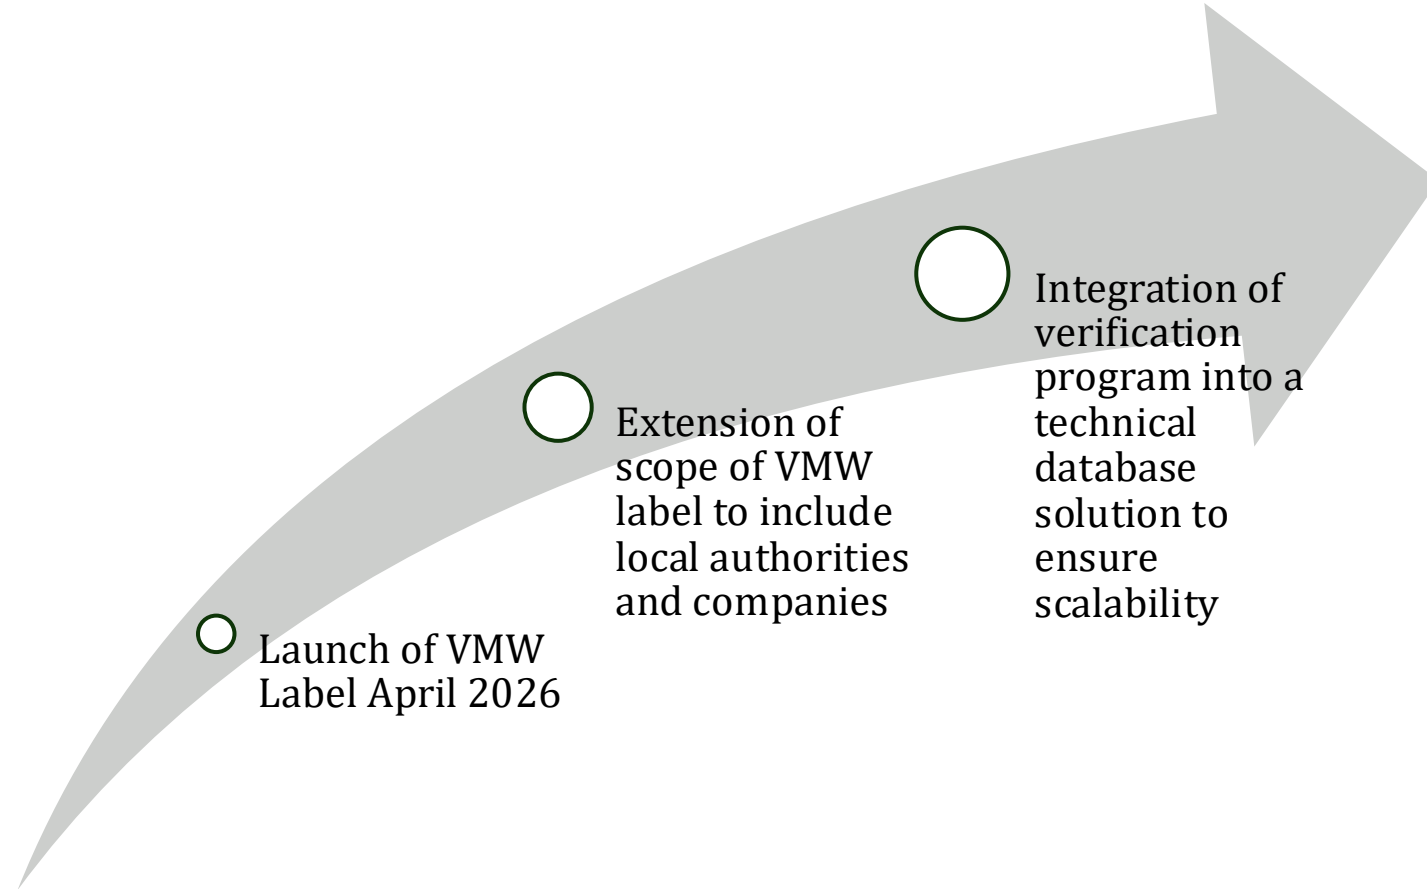 Launch of VMW
Label April 2026
Extension of
scope of VMW
label to include
local authorities
and companies
Integration of
verification
program into a
technical
database
solution to
ensure
scalability